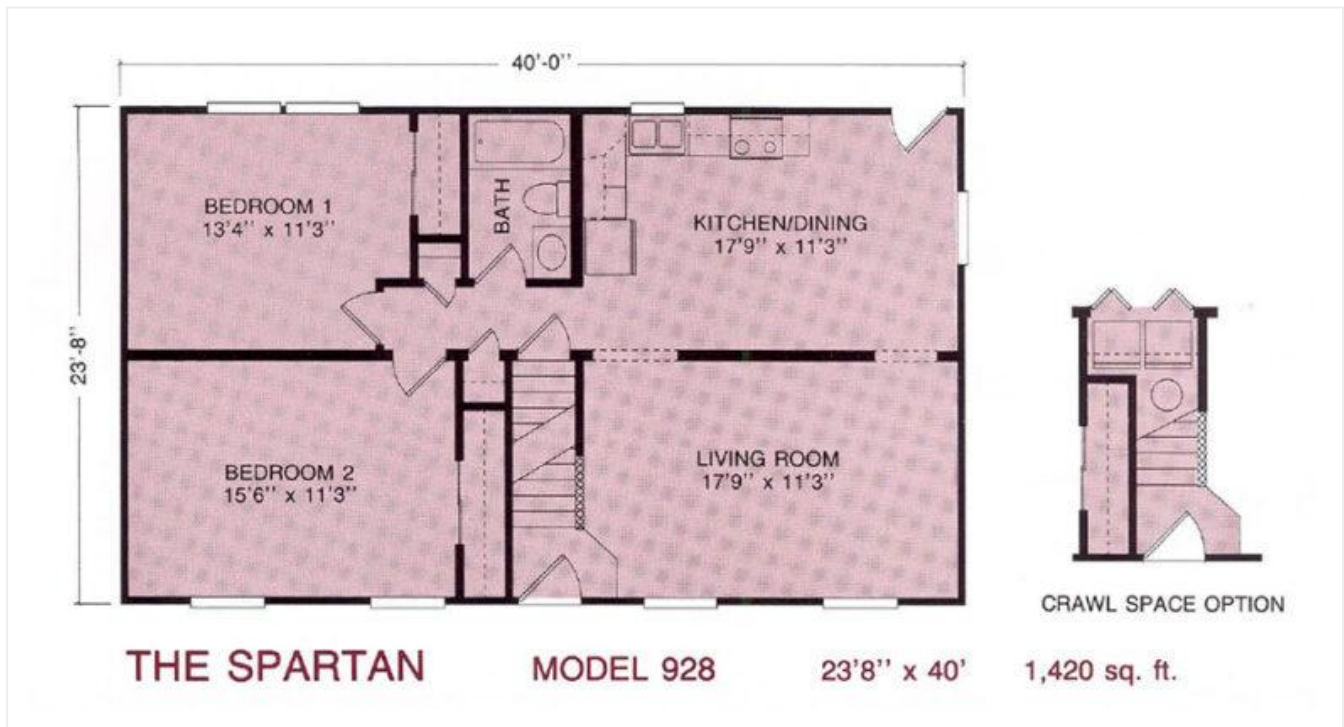 40'-0''
23'-8''
BEDROOM 1
13'4'' x 11'3''
BATH
KITCHEN/DINING
17'9'' x 11'3''
BEDROOM 2
15'6'' x 11'3''
LIVING ROOM
17'9'' x 11'3''
CRAWL SPACE OPTION
THE SPARTAN MODEL 928 23'8'' x 40' 1,420 sq. ft.